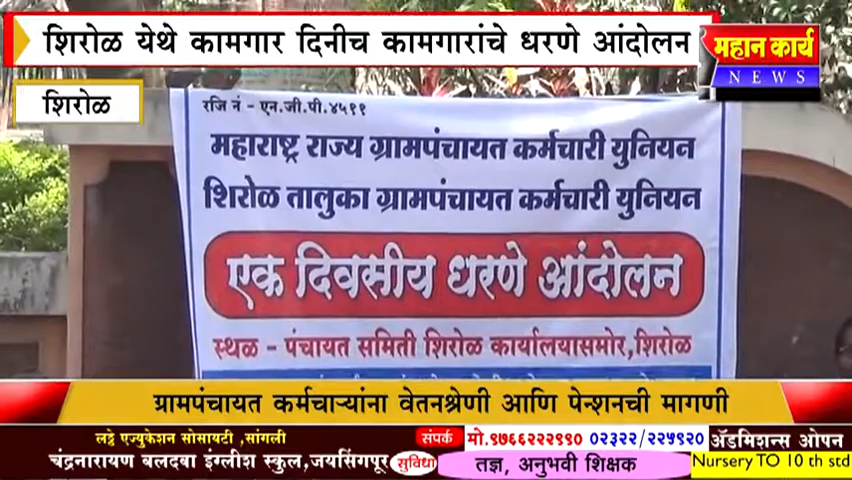 शिरोळ येथे कामगार दिनीच कामगारांचे धरणे आंदोलन
महान कार्य
NEWS
शिरोळ
रजि नं - एन.जी.पी.४५११
महाराष्ट्र राज्य ग्रामपंचायत कर्मचारी युनियन
शिरोळ तालुका ग्रामपंचायत कर्मचारी युनियन
एक दिवसीय धरणे आंदोलन
स्थळ - पंचायत समिती शिरोळ कार्यालयासमोर,शिरोळ
ग्रामपंचायत कर्मचाऱ्यांना वेतनश्रेणी आणि पेन्शनची मागणी
लठ्ठे एज्युकेशन सोसायटी ,सांगली
चंद्रनारायण बलदवा इंग्लीश स्कुल,जयसिंगपूर
संपर्क मो.९७६६२२२९९० ०२३२२/२२५९२०
सुविधा तज्ञ, अनुभवी शिक्षक
ॲडमिशन्स ओपन
Nursery TO 10 th std